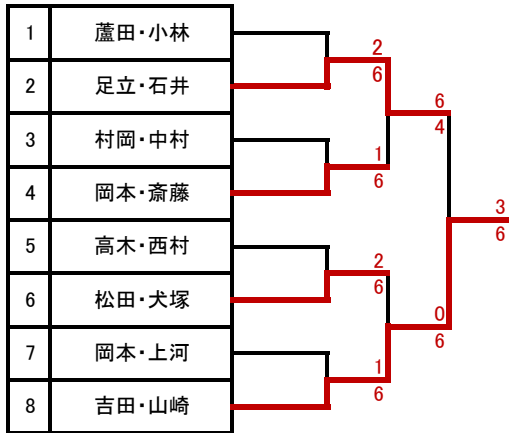 1 蘆田・小林
2 足立・石井
3 村岡・中村
4 岡本・斎藤
5 高木・西村
6 松田・犬塚
7 岡本・上河
8 吉田・山崎
2
6
1
6
2
6
1
6
6
4
0
6
3
6